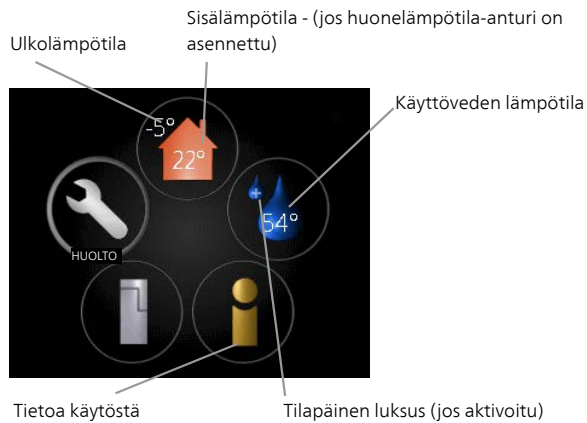 Sisälämpötila - (jos huonelämpötila-anturi on
asennettu)
Ulkolämpötila
Käyttöveden lämpötila
-5°
22°
54°
HUOLTO
Tietoa käytöstä
Tilapäinen luksus (jos aktivoitu)